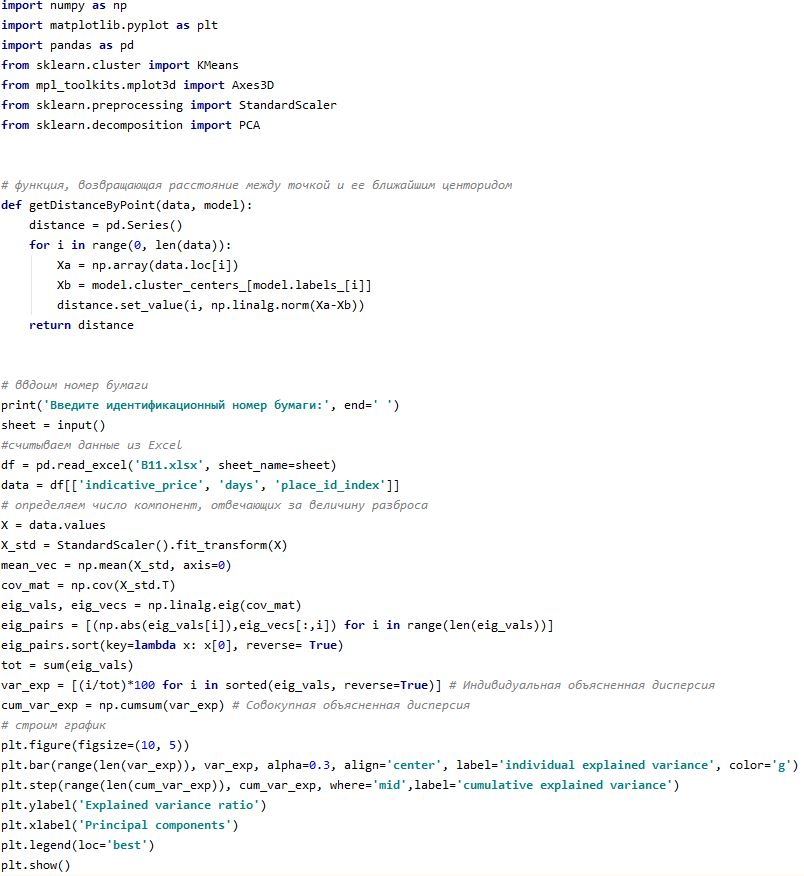 import numpy as np
import matplotlib.pyplot as plt
import pandas as pd
from sklearn.cluster import KMeans
from mpl_toolkits.mplot3d import Axes3D
from sklearn.preprocessing import StandardScaler
from sklearn.decomposition import PCA
# функция, возвращающая расстояние между точкой и ее ближайшим центоридом
def getDistanceByPoint(data, model):
    distance = pd.Series()
    for i in range(0, len(data)):
        Xa = np.array(data.loc[i])
        Xb = model.cluster_centers_[model.labels_[i]]
        distance.set_value(i, np.linalg.norm(Xa-Xb))
    return distance
# ввдоим номер бумаги
print('Введите идентификационный номер бумаги:', end=' ')
sheet = input()
#считываем данные из Excel
df = pd.read_excel('B11.xlsx', sheet_name=sheet)
data = df[['indicative_price', 'days', 'place_id_index']]
# определяем число компонент, отвечающих за величину разброса
X = data.values
X_std = StandardScaler().fit_transform(X)
mean_vec = np.mean(X_std, axis=0)
cov_mat = np.cov(X_std.T)
eig_vals, eig_vecs = np.linalg.eig(cov_mat)
eig_pairs = [(np.abs(eig_vals[i]),eig_vecs[:,i]) for i in range(len(eig_vals))]
eig_pairs.sort(key=lambda x: x[0], reverse= True)
tot = sum(eig_vals)
var_exp = [(i/tot)*100 for i in sorted(eig_vals, reverse=True)] # Индивидуальная объясненная дисперсия
cum_var_exp = np.cumsum(var_exp) # Совокупная объясненная дисперсия
# строим график
plt.figure(figsize=(10, 5))
plt.bar(range(len(var_exp)), var_exp, alpha=0.3, align='center', label='individual explained variance', color='g')
plt.step(range(len(cum_var_exp)), cum_var_exp, where='mid',label='cumulative explained variance')
plt.ylabel('Explained variance ratio')
plt.xlabel('Principal components')
plt.legend(loc='best')
plt.show()